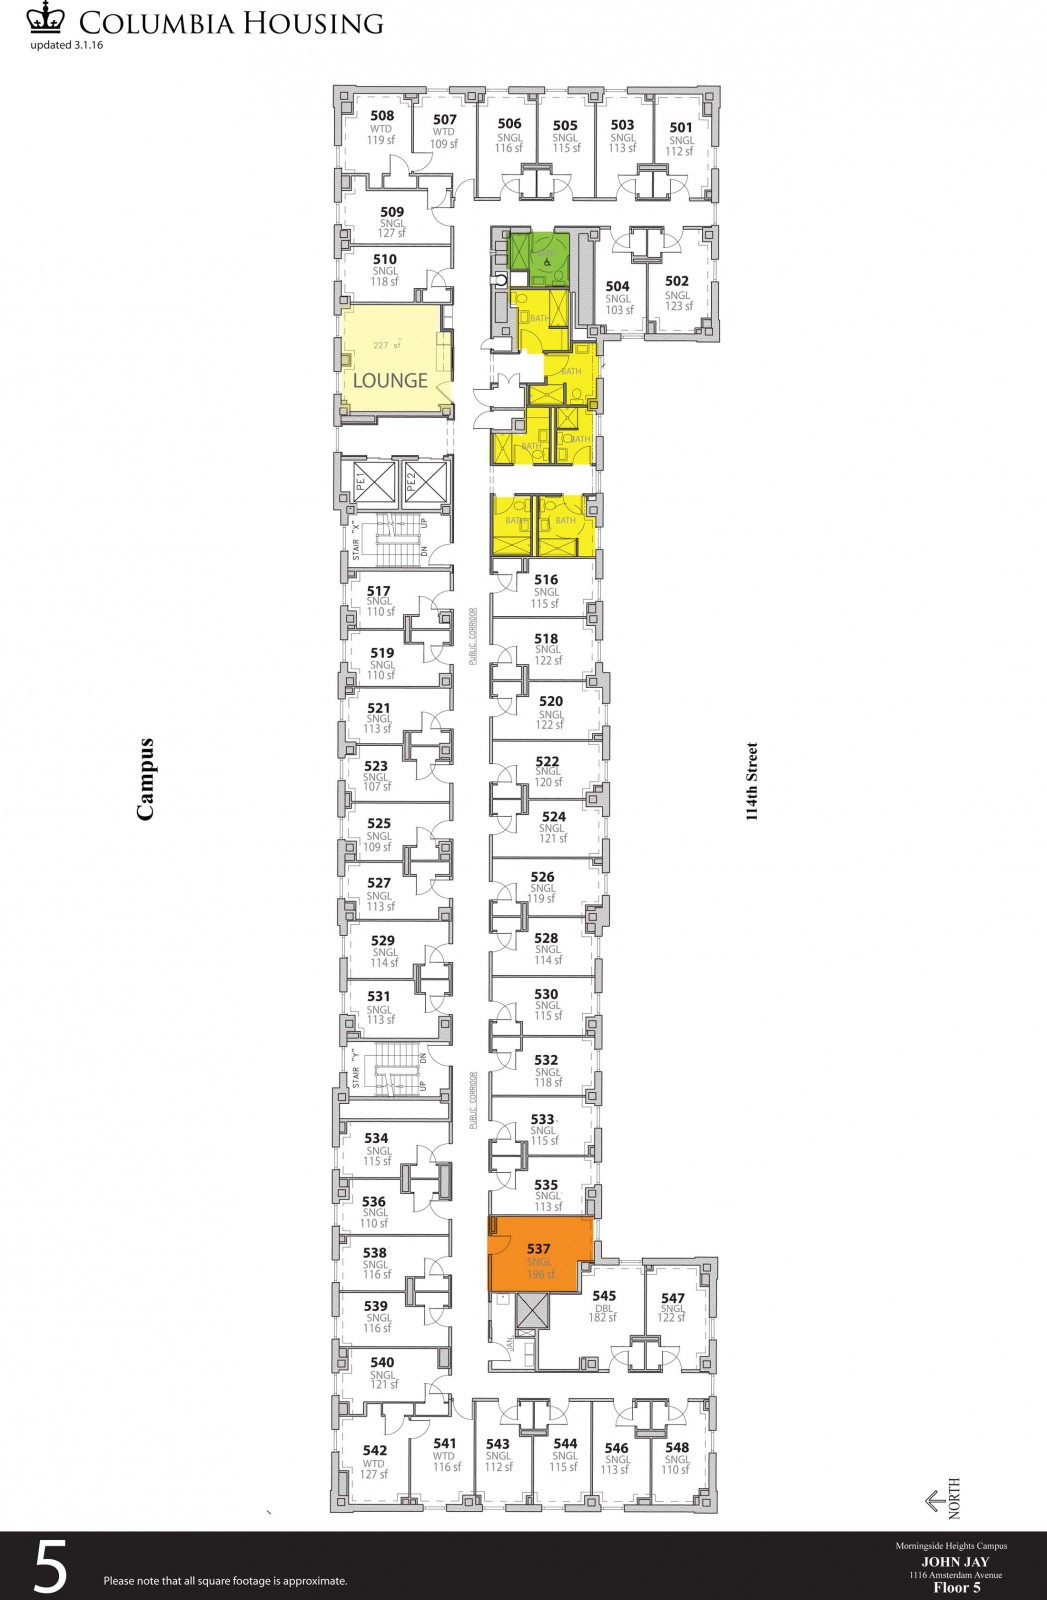 COLUMBIA HOUSING
updated 3.1.16
508
WTD
119 sf
507
WTD
109 sf
506
SNGL
116 sf
505
SNGL
115 sf
503
SNGL
113 sf
501
SNGL
112 sf
509
SNGL
127 sf
510
SNGL
118 sf
504
SNGL
103 sf
502
SNGL
123 sf
227 sf
LOUNGE
BATH
BATH
BATH
BATH
BATH
BATH
PE1
PE2
STAIR "X"
UP
DN
516
SNGL
115 sf
517
SNGL
110 sf
PUBLIC CORRIDOR
518
SNGL
122 sf
519
SNGL
110 sf
520
SNGL
122 sf
521
SNGL
113 sf
522
SNGL
120 sf
523
SNGL
107 sf
Campus
114th Street
524
SNGL
121 sf
525
SNGL
109 sf
526
SNGL
119 sf
527
SNGL
113 sf
528
SNGL
114 sf
529
SNGL
114 sf
530
SNGL
115 sf
531
SNGL
113 sf
STAIR "Y"
DN
UP
532
SNGL
118 sf
PUBLIC CORRIDOR
533
SNGL
115 sf
534
SNGL
115 sf
535
SNGL
113 sf
536
SNGL
110 sf
537
SNGL
196 sf
538
SNGL
116 sf
539
SNGL
116 sf
545
DBL
182 sf
547
SNGL
122 sf
JAN.
540
SNGL
121 sf
542
WTD
127 sf
541
WTD
116 sf
543
SNGL
112 sf
544
SNGL
115 sf
546
SNGL
113 sf
548
SNGL
110 sf
NORTH
5
Please note that all square footage is approximate.
Morningside Heights Campus
JOHN JAY
1116 Amsterdam Avenue
Floor 5